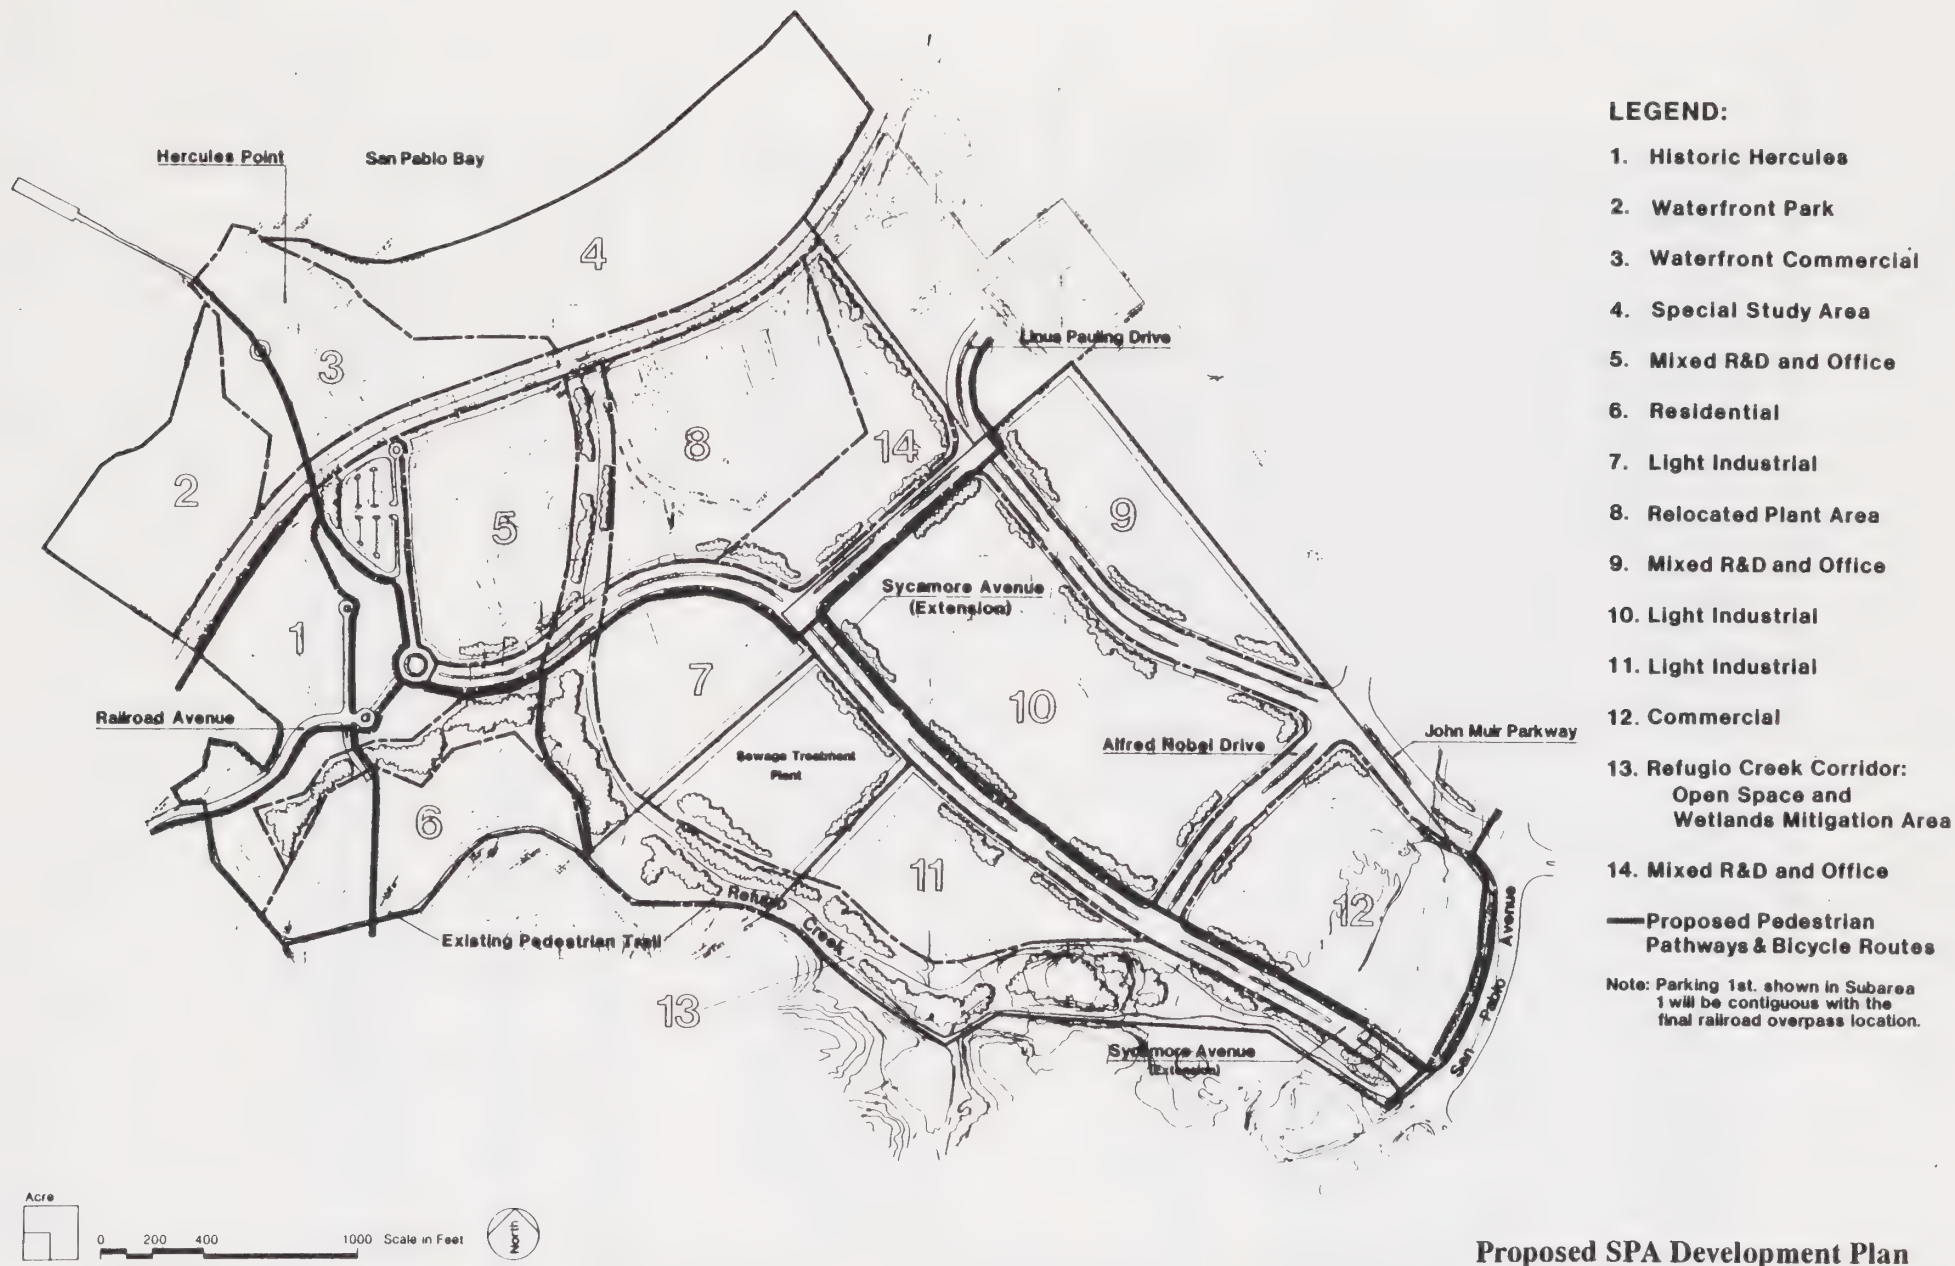 Hercules Point
San Pablo Bay
4
3
2
Linus Pauling Drive
8
14
5
9
Sycamore Avenue
(Extension)
1
7
10
Railroad Avenue
Sewage Treatment
Plant
Alfred Nobel Drive
John Muir Parkway
6
11
12
Refugio Creek
Existing Pedestrian Trail
13
San Pablo Avenue
Sycamore Avenue
(Extension)
LEGEND:
1. Historic Hercules
2. Waterfront Park
3. Waterfront Commercial
4. Special Study Area
5. Mixed R&D and Office
6. Residential
7. Light Industrial
8. Relocated Plant Area
9. Mixed R&D and Office
10. Light Industrial
11. Light Industrial
12. Commercial
13. Refugio Creek Corridor:
Open Space and
Wetlands Mitigation Area
14. Mixed R&D and Office
Proposed Pedestrian
Pathways & Bicycle Routes
Note: Parking 1st. shown in Subarea
1 will be contiguous with the
final railroad overpass location.
Acre
0 200 400 1000 Scale in Feet
North
Proposed SPA Development Plan